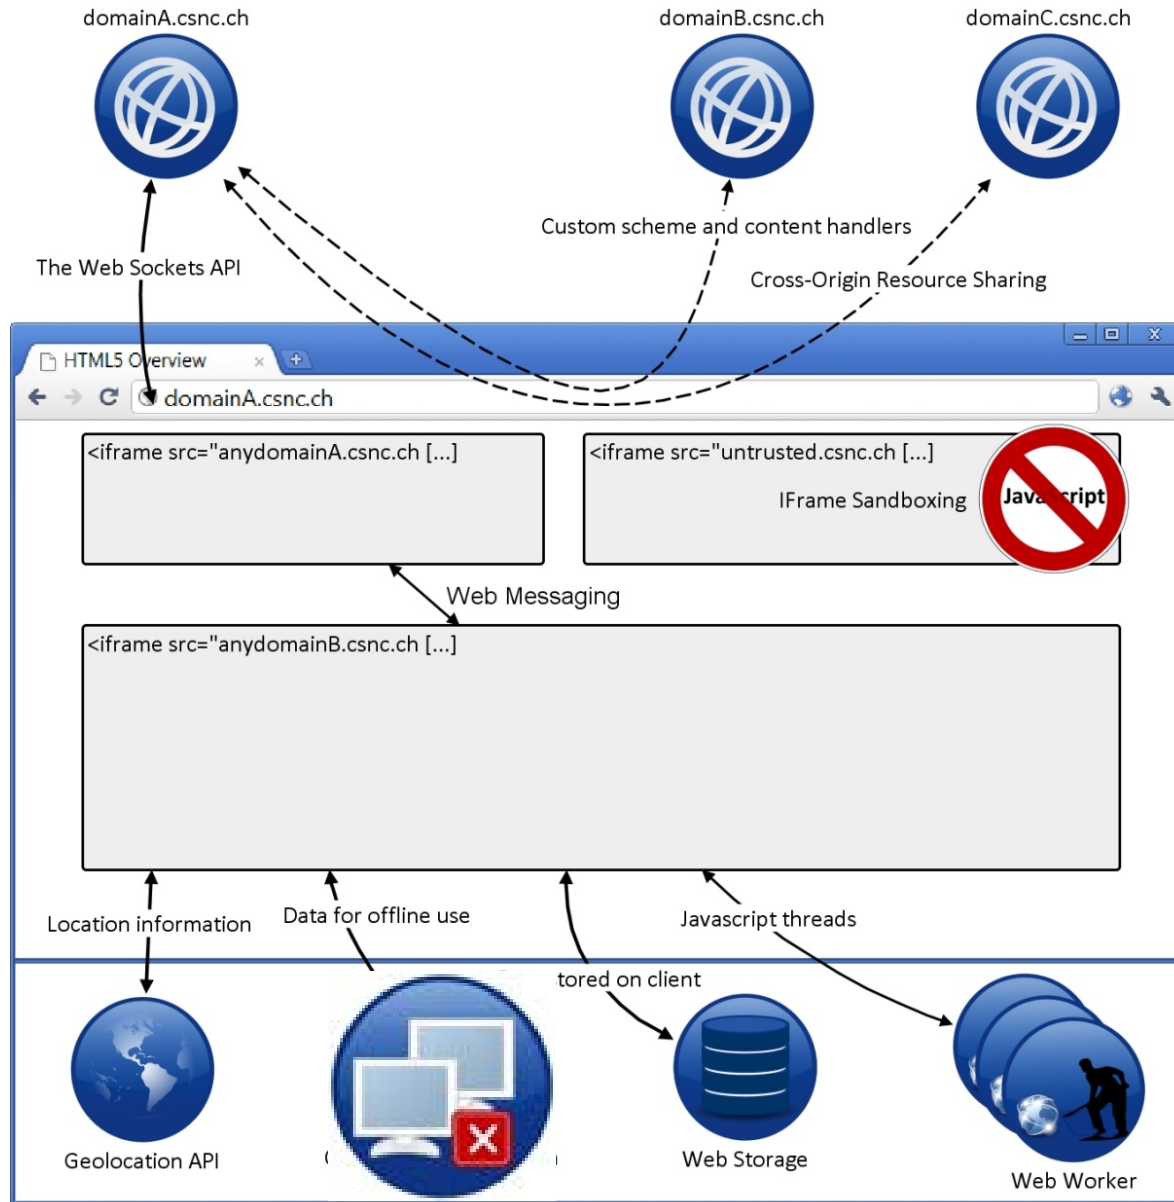 domainA.csnc.ch
domainB.csnc.ch
domainC.csnc.ch
Custom scheme and content handlers
The Web Sockets API
Cross-Origin Resource Sharing
HTML5 Overview
domainA.csnc.ch
<iframe src="anydomainA.csnc.ch [...]
<iframe src="untrusted.csnc.ch [...]
IFrame Sandboxing
JavaScript
Web Messaging
<iframe src="anydomainB.csnc.ch [...]
Location information
Data for offline use
Javascript threads
tored on client
Geolocation API
Web Storage
Web Worker